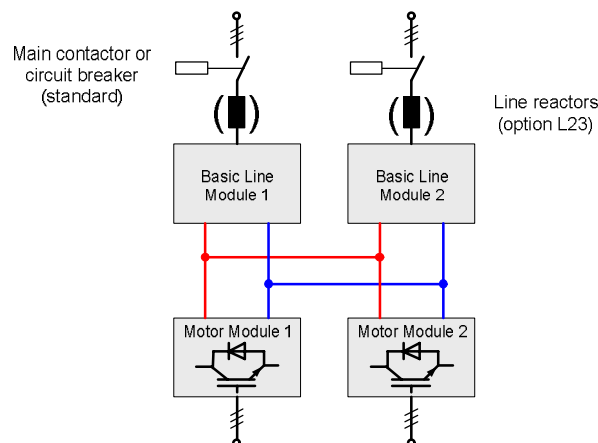 Main contactor or
circuit breaker
(standard)
Line reactors
(option L23)
Basic Line
Module 1
Basic Line
Module 2
Motor Module 1
Motor Module 2